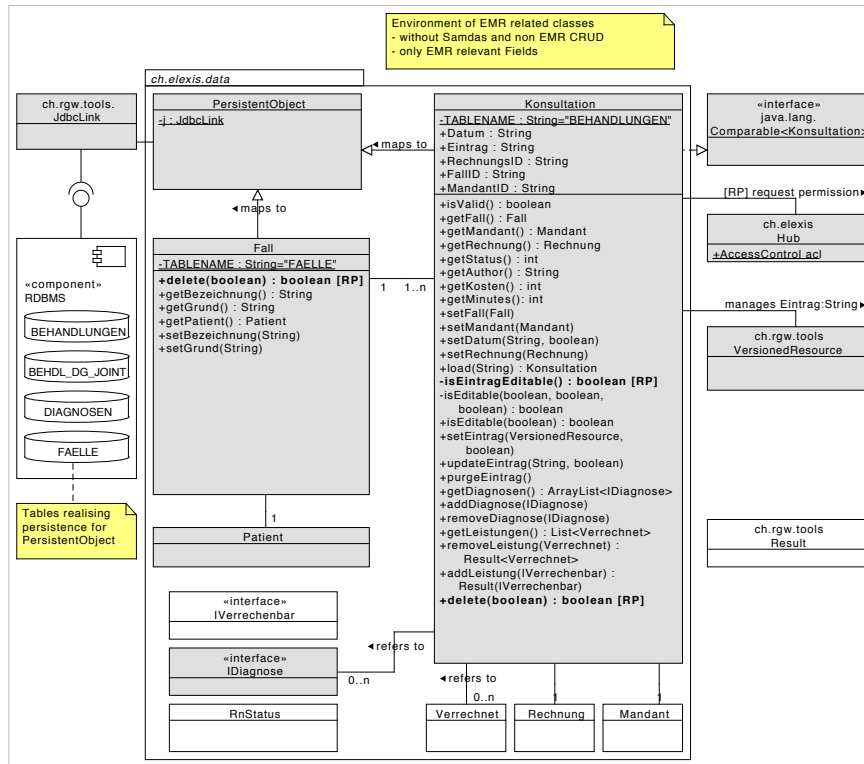 Environment of EMR related classes
- without Samdas and non EMR CRUD
- only EMR relevant Fields
ch.elexis.data
ch.rgw.tools.
JdbcLink
PersistentObject
-j : JdbcLink
Konsultation
-TABLENAME : String="BEHANDLUNGEN"
+Datum : String
+Eintrag : String
+RechnungsID : String
+FallID : String
+MandantID : String
+isValid() : boolean
+getFall() : Fall
+getMandant() : Mandant
+getRechnung() : Rechnung
+getStatus() : int
+getAuthor() : String
+getKosten() : int
+getMinutes(): int
+setFall(Fall)
+setMandant(Mandant)
+setDatum(String, boolean)
+setRechnung(Rechnung)
+load(String) : Konsultation
-isEintragEditable() : boolean [RP]
-isEditable(boolean, boolean,
boolean) : boolean
+isEditable(boolean) : boolean
+setEintrag(VersionedResource,
boolean)
+updateEintrag(String, boolean)
+purgeEintrag()
+getDiagnosen() : ArrayList<IDiagnose>
+addDiagnose(IDiagnose)
+removeDiagnose(IDiagnose)
+getLeistungen() : List<Verrechnet>
+removeLeistung(Verrechnet) :
Result<Verrechnet>
+addLeistung(IVerrechenbar) :
Result(IVerrechenbar)
+delete(boolean) : boolean [RP]
«interface»
java.lang.
Comparable<Konsultation>
◄maps to
◄maps to
[RP] request permission►
ch.elexis
Hub
+AccessControl acl
manages Eintrag:String►
ch.rgw.tools
VersionedResource
Fall
-TABLENAME : String="FAELLE"
+delete(boolean) : boolean [RP]
+getBezeichnung() : String
+getGrund() : String
+getPatient() : Patient
+setBezeichnung(String)
+setGrund(String)
1
1..n
«component»
RDBMS
BEHANDLUNGEN
BEHDL_DG_JOINT
DIAGNOSEN
FAELLE
Tables realising
persistence for
PersistentObject
1
Patient
ch.rgw.tools
Result
«interface»
IVerrechenbar
«interface»
IDiagnose
◄refers to
0..n
◄refers to
0..n
1
1
RnStatus
Verrechnet
Rechnung
Mandant